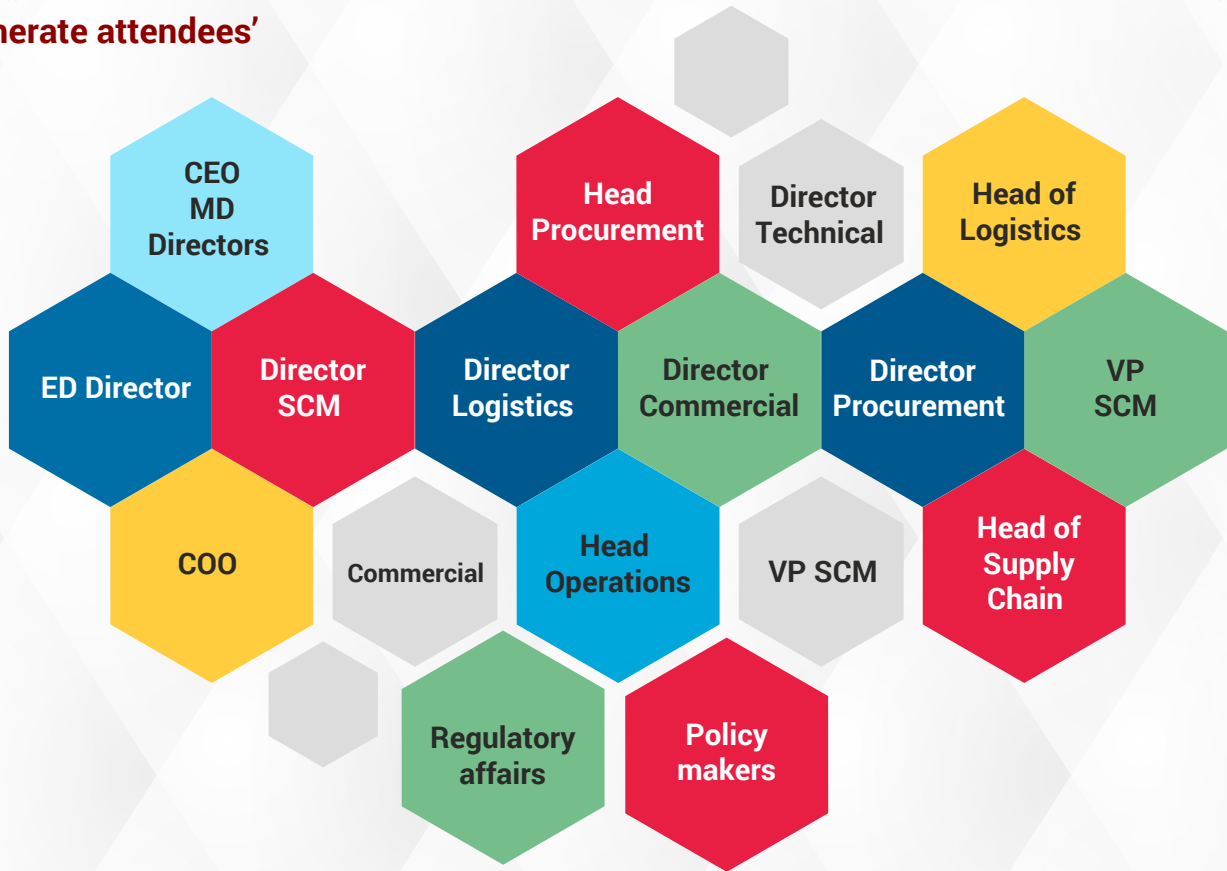 attendees’
CEO
MD
Directors
Head
Procurement
Director
Technical
Head of
Logistics
ED Director
Director
SCM
Director
Logistics
Director
Commercial
Director
Procurement
VP
SCM
COO
Commercial
Head
Operations
VP SCM
Head of
Supply
Chain
Regulatory
affairs
Policy
makers